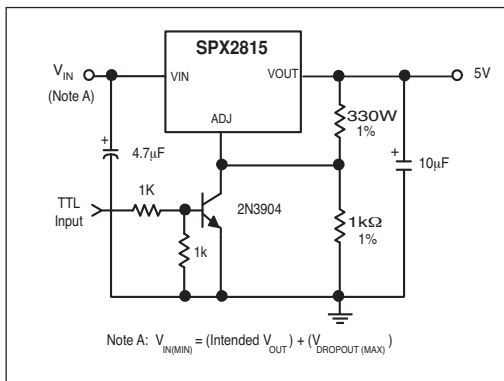 SPX2815
V_IN
(Note A)
VIN
VOUT
5V
ADJ
330W
1%
4.7μF
10μF
TTL
Input
1K
2N3904
1kΩ
1%
1k
Note A: V_IN(MIN) = (Intended V_OUT) + (V_DROPOUT (MAX))